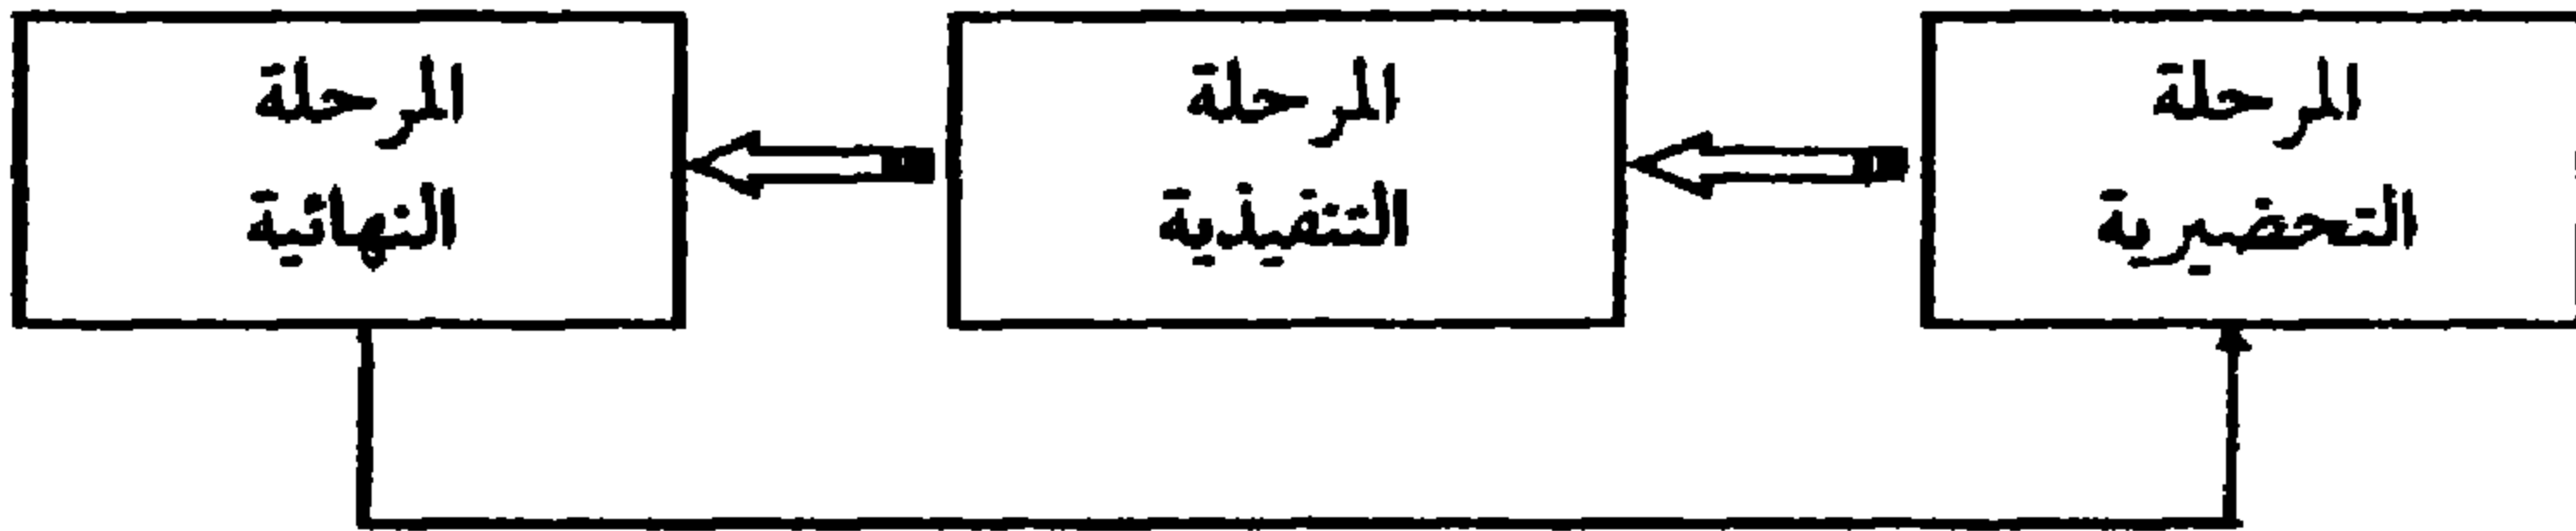 المرحلة
التحضيرية
المرحلة
التنفيذية
المرحلة
النهائية